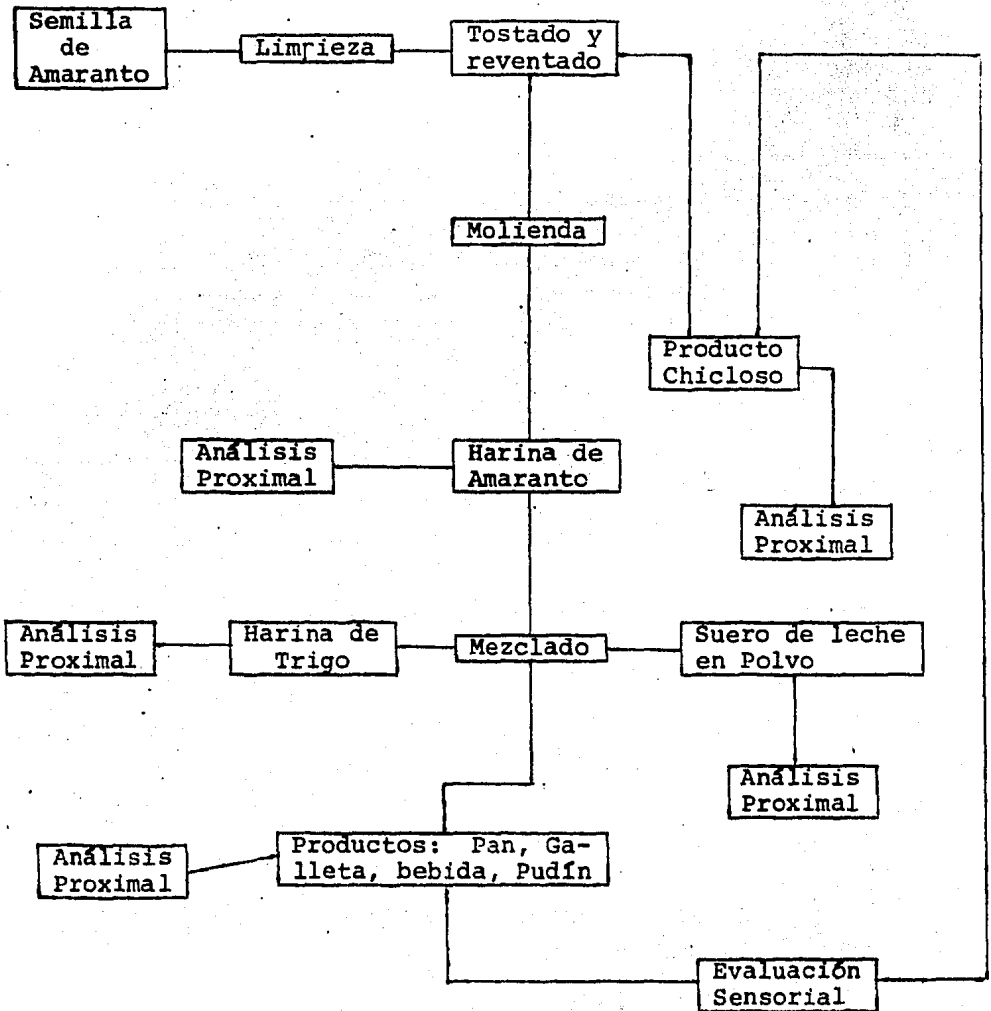 Semilla
de
Amaranto
Limpieza
Tostado y
reventado
Molienda
Producto
Chicloso
Análisis
Proximal
Harina de
Amaranto
Análisis
Proximal
Análisis
Proximal
Harina de
Trigo
Mezclado
Suero de leche
en Polvo
Análisis
Proximal
Análisis
Proximal
Productos: Pan, Ga-
lleta, bebida, Pudín
Evaluación
Sensorial